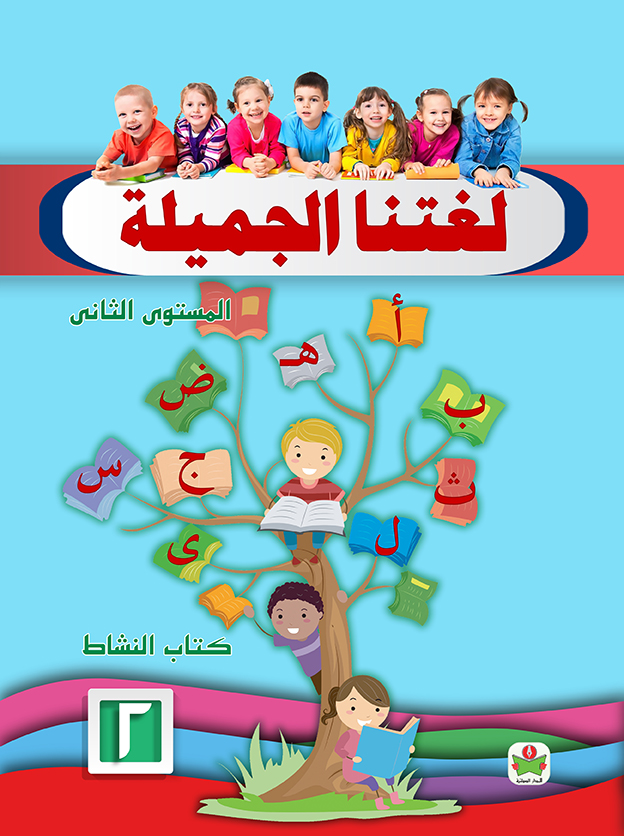 لغتنا الجميلة
المستوى الثانى
أ
هـ
ض
ب
س
ج
ث
ى
ل
كتاب النشاط
٢